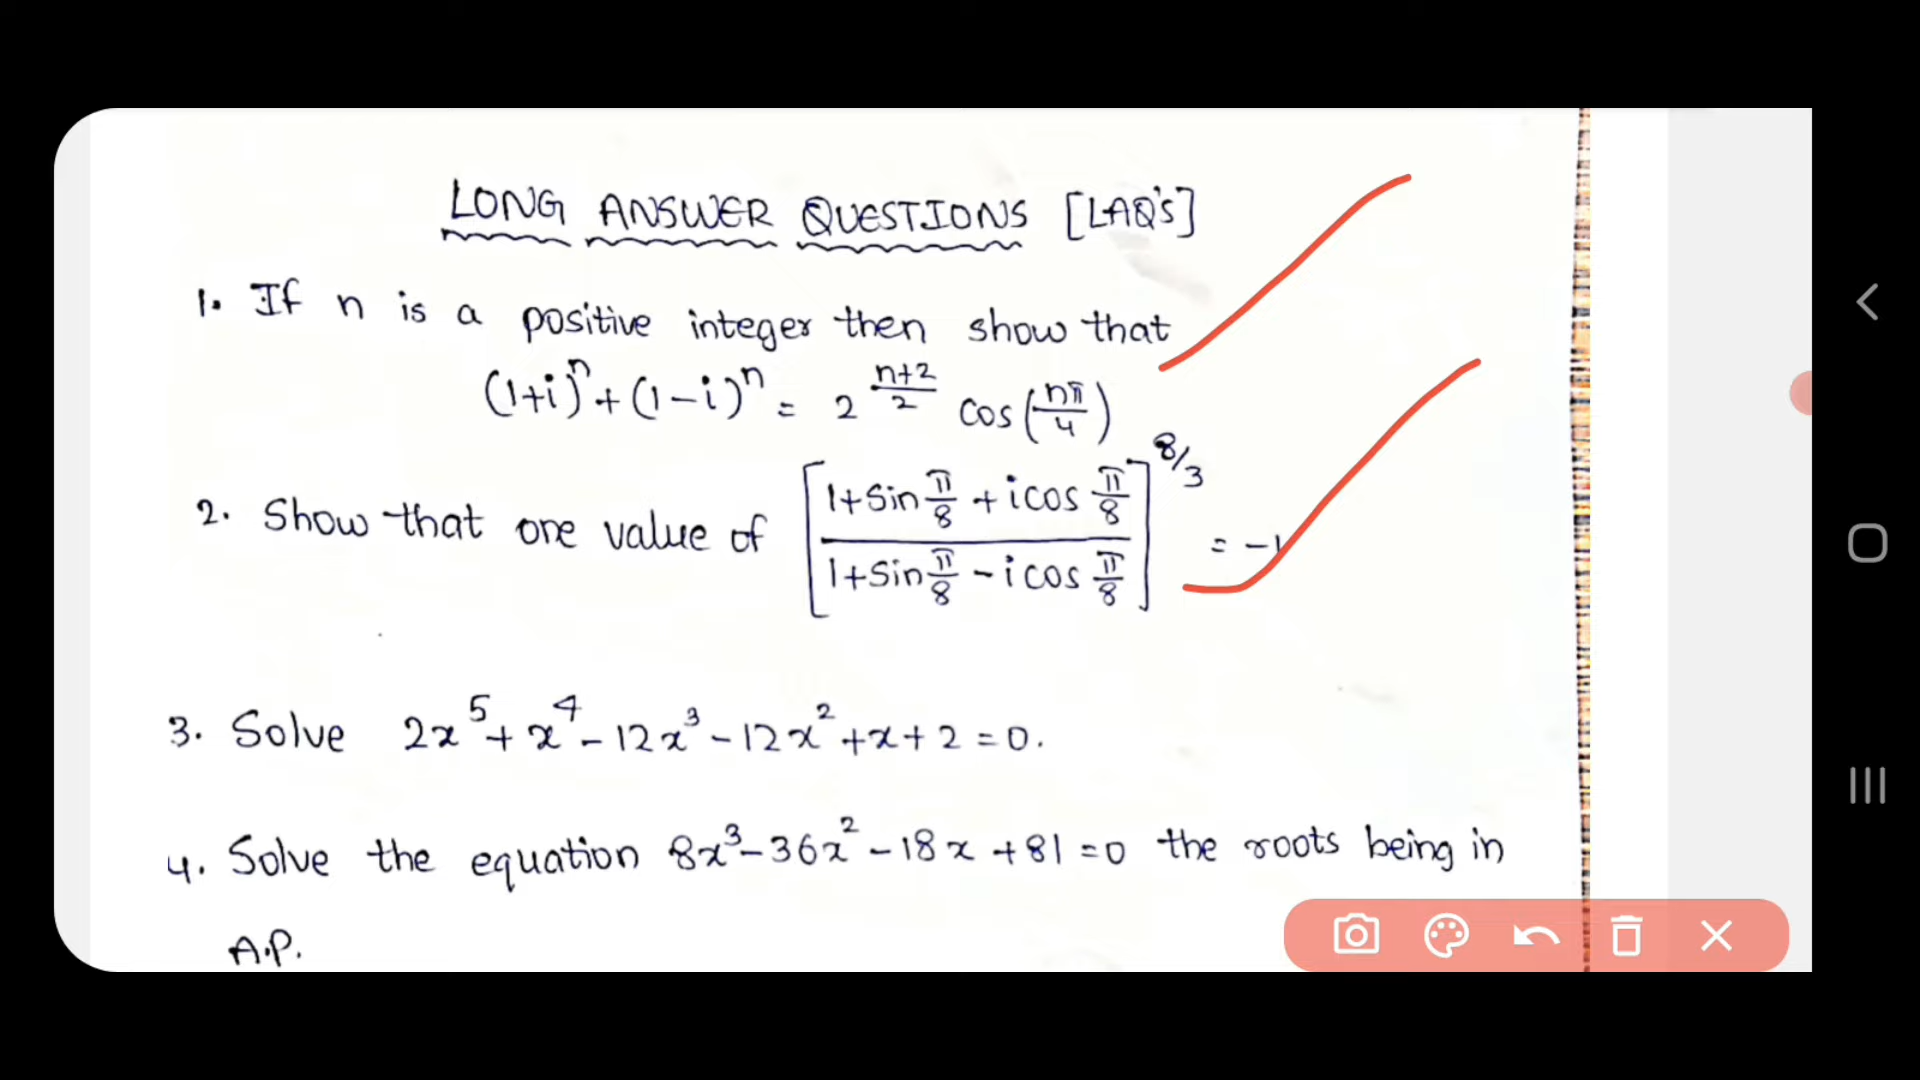 LONG ANSWER QUESTIONS [LAQ's]
1. If n is a positive integer then show that
(1+i)^n + (1-i)^n = 2^(n+2)/2 cos(nπ/4)
2. Show that one value of [(1+sin π/8 + i cos π/8)/(1+sin π/8 - i cos π/8)]^8/3 = -1
3. Solve 2x^5 + x^4 - 12x^3 - 12x^2 + x + 2 = 0.
4. Solve the equation 8x^3 - 36x^2 - 18x + 81 = 0 the roots being in
A.P.